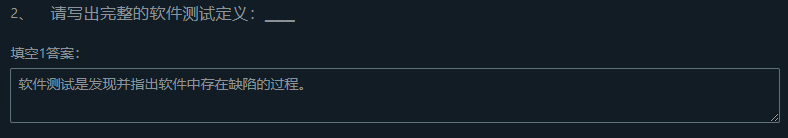 2、 请写出完整的软件测试定义：____
填空1答案：
软件测试是发现并指出软件中存在缺陷的过程。